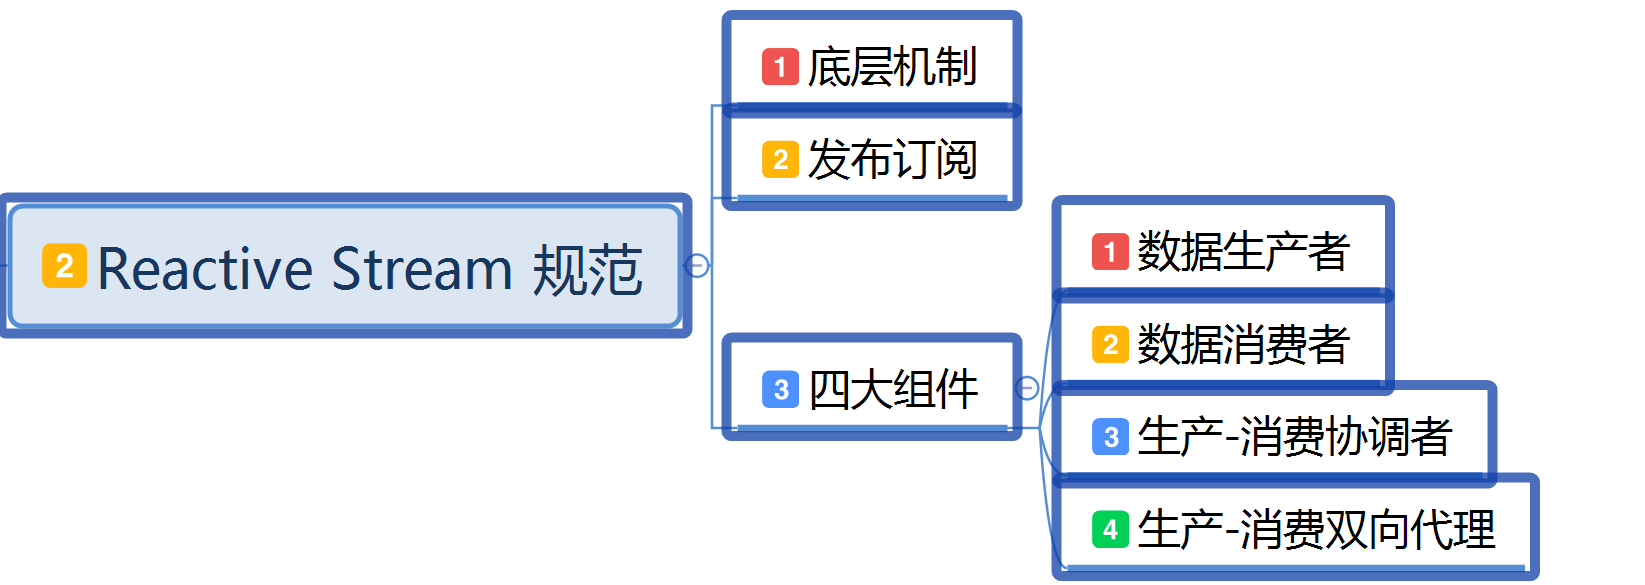 2 Reactive Stream 规范
1 底层机制
2 发布订阅
3 四大组件
1 数据生产者
2 数据消费者
3 生产-消费协调者
4 生产-消费双向代理